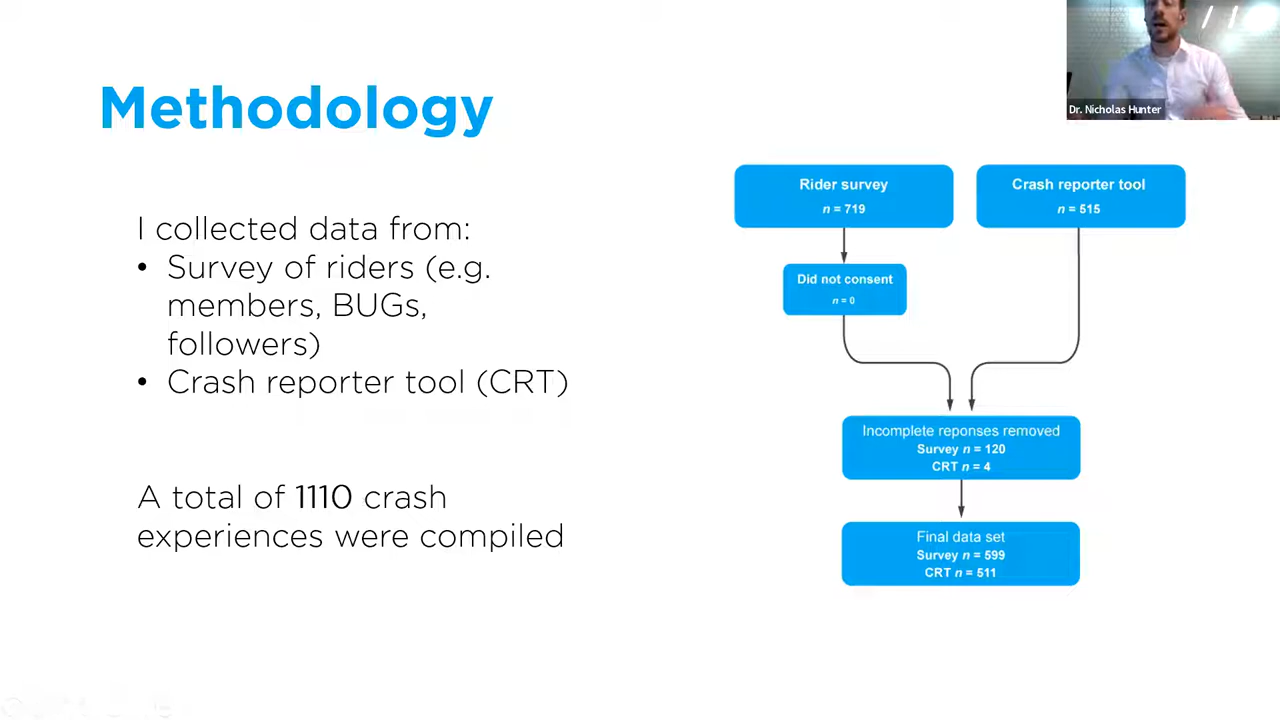 Dr. Nicholas Hunter
Methodology
I collected data from:
• Survey of riders (e.g.
members, BUGs,
followers)
• Crash reporter tool (CRT)
A total of 1110 crash
experiences were compiled
Rider survey
n = 719
Crash reporter tool
n = 515
Did not consent
n = 0
Incomplete reponses removed
Survey n = 120
CRT n = 4
Final data set
Survey n = 599
CRT n = 511